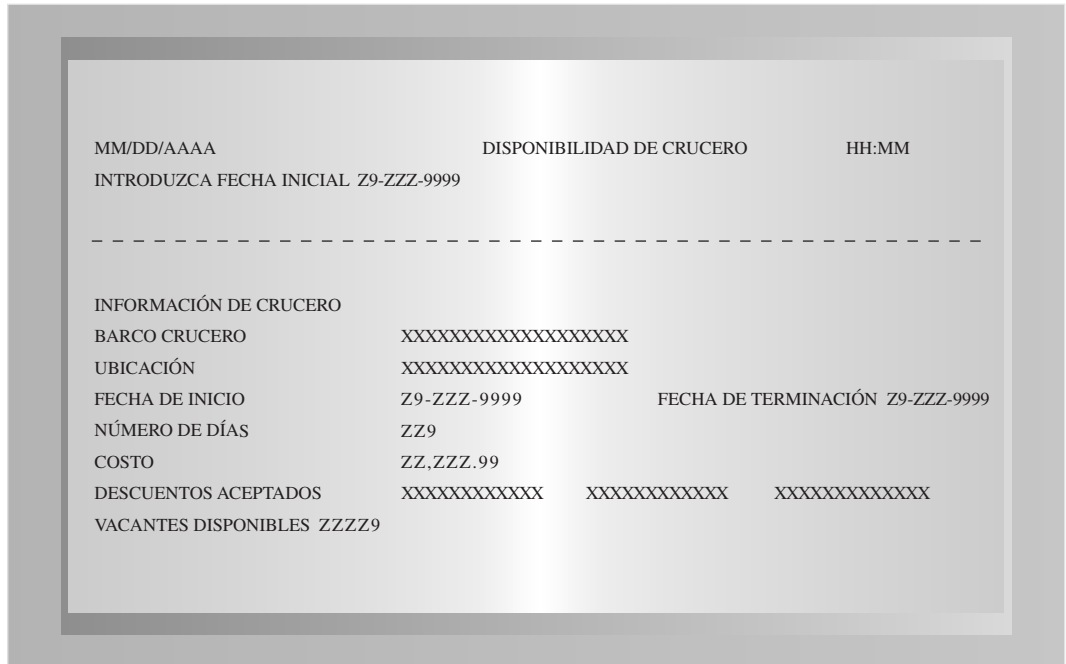 MM/DD/AAAA DISPONIBILIDAD DE CRUCERO HH:MM
INTRODUZCA FECHA INICIAL Z9-ZZZ-9999
INFORMACIÓN DE CRUCERO
BARCO CRUCERO XXXXXXXXXXXXXXXXXXX
UBICACIÓN XXXXXXXXXXXXXXXXXXX
FECHA DE INICIO Z9-ZZZ-9999 FECHA DE TERMINACIÓN Z9-ZZZ-9999
NÚMERO DE DÍAS ZZ9
COSTO ZZ,ZZZ.99
DESCUENTOS ACEPTADOS XXXXXXXXXXXX XXXXXXXXXXXX XXXXXXXXXXXXX
VACANTES DISPONIBLES ZZZZ9